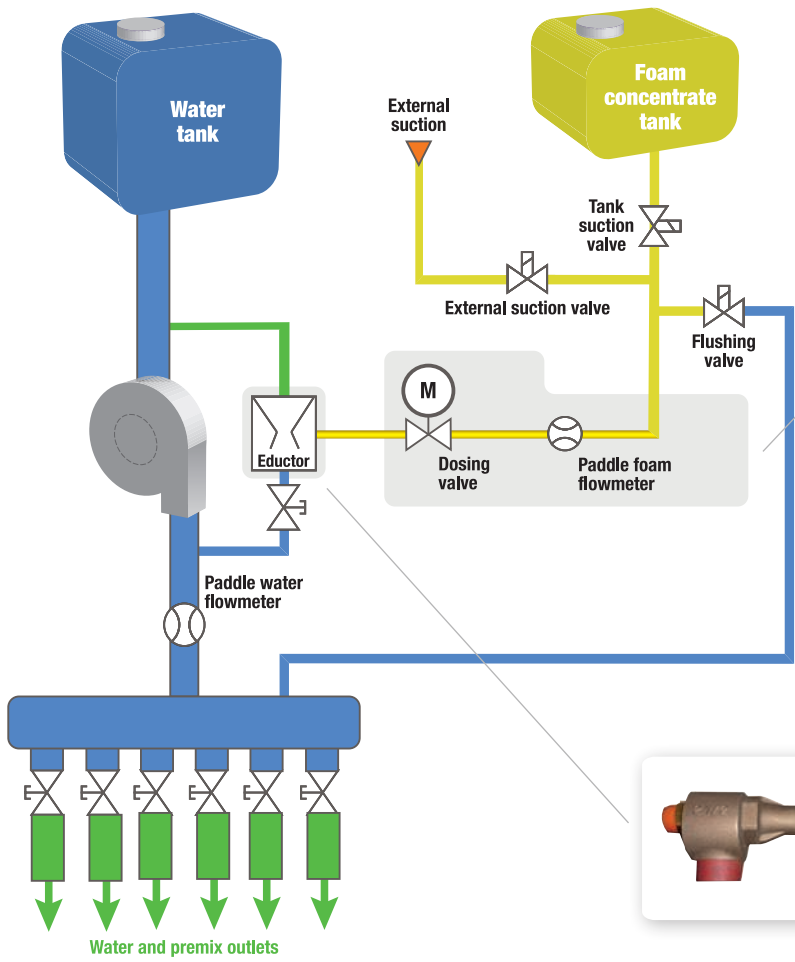 Water
tank
Foam
concentrate
tank
External
suction
Tank
suction
valve
External suction valve
Flushing
valve
M
Eductor
Dosing
valve
Paddle foam
flowmeter
Paddle water
flowmeter
Water and premix outlets